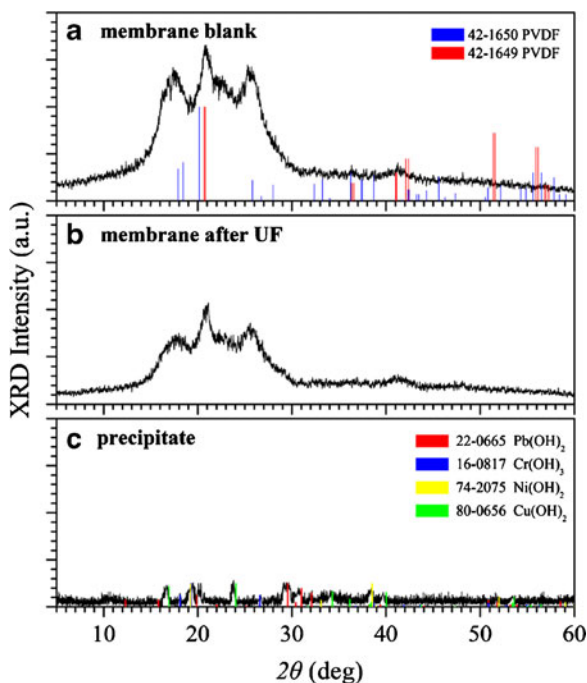 a membrane blank
42-1650 PVDF
42-1649 PVDF
b membrane after UF
XRD Intensity (a.u.)
c precipitate
22-0665 Pb(OH)₂
16-0817 Cr(OH)₃
74-2075 Ni(OH)₂
80-0656 Cu(OH)₂
10 20 30 40 50 60
2θ (deg)